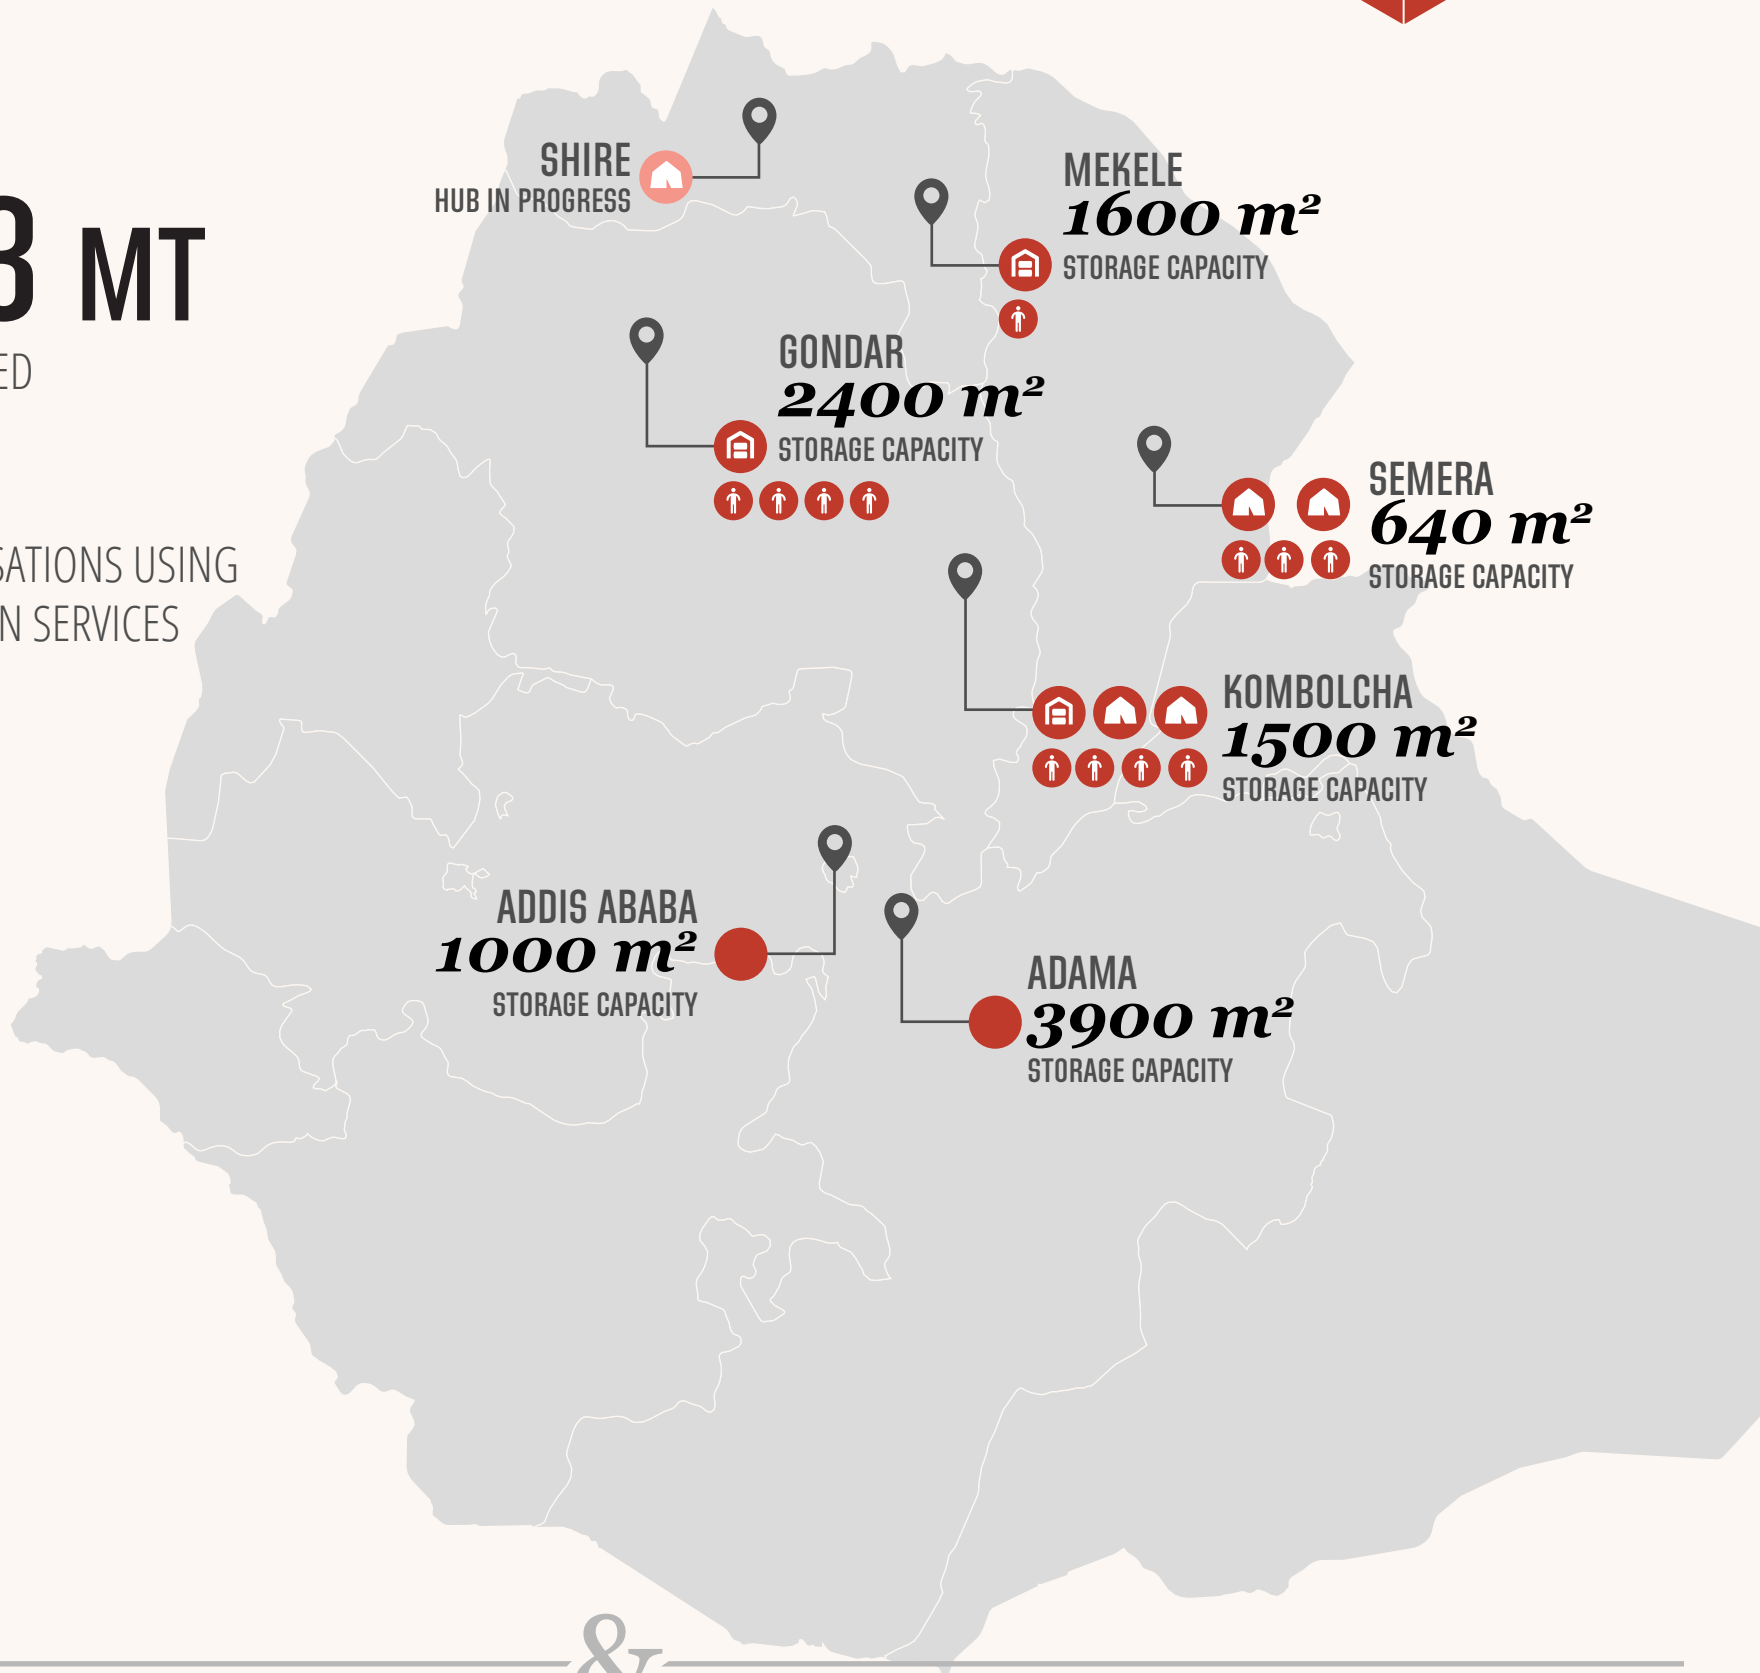 SHIRE
HUB IN PROGRESS
MEKELE
1600 m²
STORAGE CAPACITY
MT
GONDAR
2400 m²
STORAGE CAPACITY
SEMERA
640 m²
STORAGE CAPACITY
USING
SERVICES
KOMBOLCHA
1500 m²
STORAGE CAPACITY
ADDIS ABABA
1000 m²
STORAGE CAPACITY
ADAMA
3900 m²
STORAGE CAPACITY
&